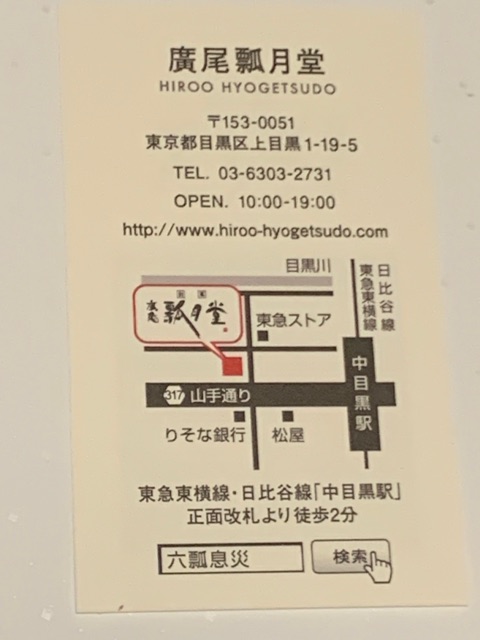 廣尾瓢月堂
HIROO HYOGETSUDO
〒153-0051
東京都目黒区上目黒1-19-5
TEL. 03-6303-2731
OPEN. 10:00-19:00
http://www.hiroo-hyogetsudo.com
目黒川
日比谷線
東急東横線
瓢月堂
東急ストア
中目黒駅
317 山手通り
りそな銀行
松屋
東急東横線・日比谷線「中目黒駅」
正面改札より徒歩2分
六瓢息災
検索